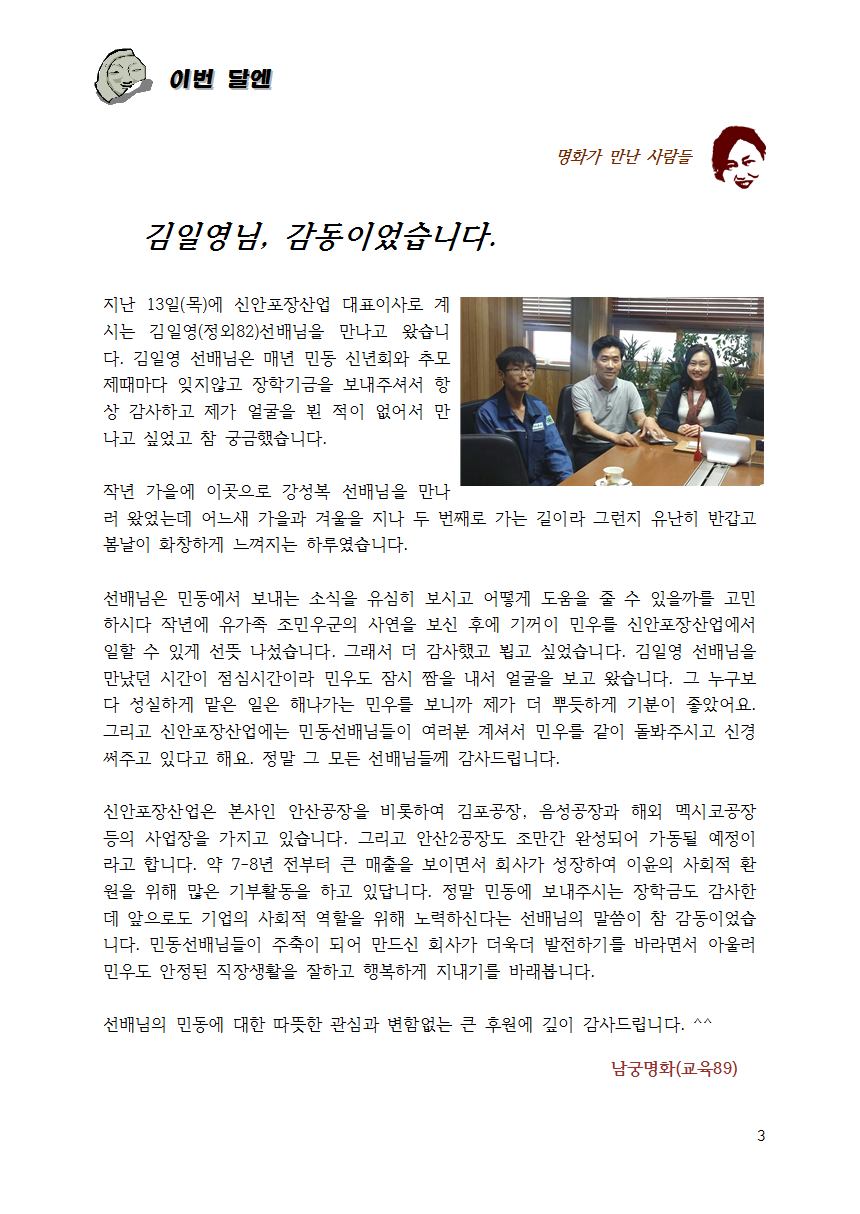 이번 달엔
명화가 만난 사람들
김일영님, 감동이었습니다.
지난 13일(목)에 신안포장산업 대표이사로 계
시는 김일영(정외82)선배님을 만나고 왔습니
다. 김일영 선배님은 매년 민동 신년회와 추모
제때마다 잊지않고 장학기금을 보내주셔서 항
상 감사하고 제가 얼굴을 뵌 적이 없어서 만
나고 싶었고 참 궁금했습니다.
작년 가을에 이곳으로 강성복 선배님을 만나
러 왔었는데 어느새 가을과 겨울을 지나 두 번째로 가는 길이라 그런지 유난히 반갑고
봄날이 화창하게 느껴지는 하루였습니다.
선배님은 민동에서 보내는 소식을 유심히 보시고 어떻게 도움을 줄 수 있을까를 고민
하시다 작년에 유가족 조민우군의 사연을 보신 후에 기꺼이 민우를 신안포장산업에서
일할 수 있게 선뜻 나섰습니다. 그래서 더 감사했고 뵙고 싶었습니다. 김일영 선배님을
만났던 시간이 점심시간이라 민우도 잠시 짬을 내서 얼굴을 보고 왔습니다. 그 누구보
다 성실하게 맡은 일은 해나가는 민우를 보니까 제가 더 뿌듯하게 기분이 좋았어요.
그리고 신안포장산업에는 민동선배님들이 여러분 계셔서 민우를 같이 돌봐주시고 신경
써주고 있다고 해요. 정말 그 모든 선배님들께 감사드립니다.
신안포장산업은 본사인 안산공장을 비롯하여 김포공장, 음성공장과 해외 멕시코공장
등의 사업장을 가지고 있습니다. 그리고 안산2공장도 조만간 완성되어 가동될 예정이
라고 합니다. 약 7-8년 전부터 큰 매출을 보이면서 회사가 성장하여 이윤의 사회적 환
원을 위해 많은 기부활동을 하고 있답니다. 정말 민동에 보내주시는 장학금도 감사한
데 앞으로도 기업의 사회적 역할을 위해 노력하신다는 선배님의 말씀이 참 감동이었습
니다. 민동선배님들이 주축이 되어 만드신 회사가 더욱더 발전하기를 바라면서 아울러
민우도 안정된 직장생활을 잘하고 행복하게 지내기를 바래봅니다.
선배님의 민동에 대한 따뜻한 관심과 변함없는 큰 후원에 깊이 감사드립니다. ^^
남궁명화(교육89)
3